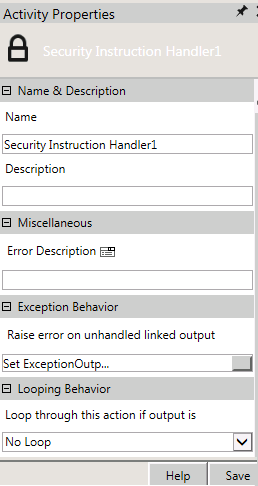 Activity Properties
Security Instruction Handler1
Name & Description
Name
Security Instruction Handler1
Description
Miscellaneous
Error Description
Exception Behavior
Raise error on unhandled linked output
Set ExceptionOutp...
Looping Behavior
Loop through this action if output is
No Loop
Help Save